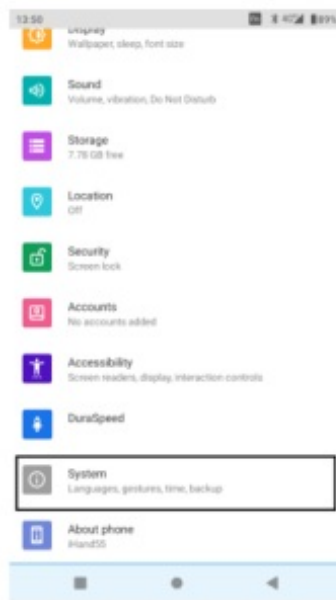 13:50
89%
Display
Wallpaper, sleep, font size
Sound
Volume, vibration, Do Not Disturb
Storage
7.78 GB free
Location
Off
Security
Screen lock
Accounts
No accounts added
Accessibility
Screen readers, display, interaction controls
DuraSpeed
System
Languages, gestures, time, backup
About phone
iHand55